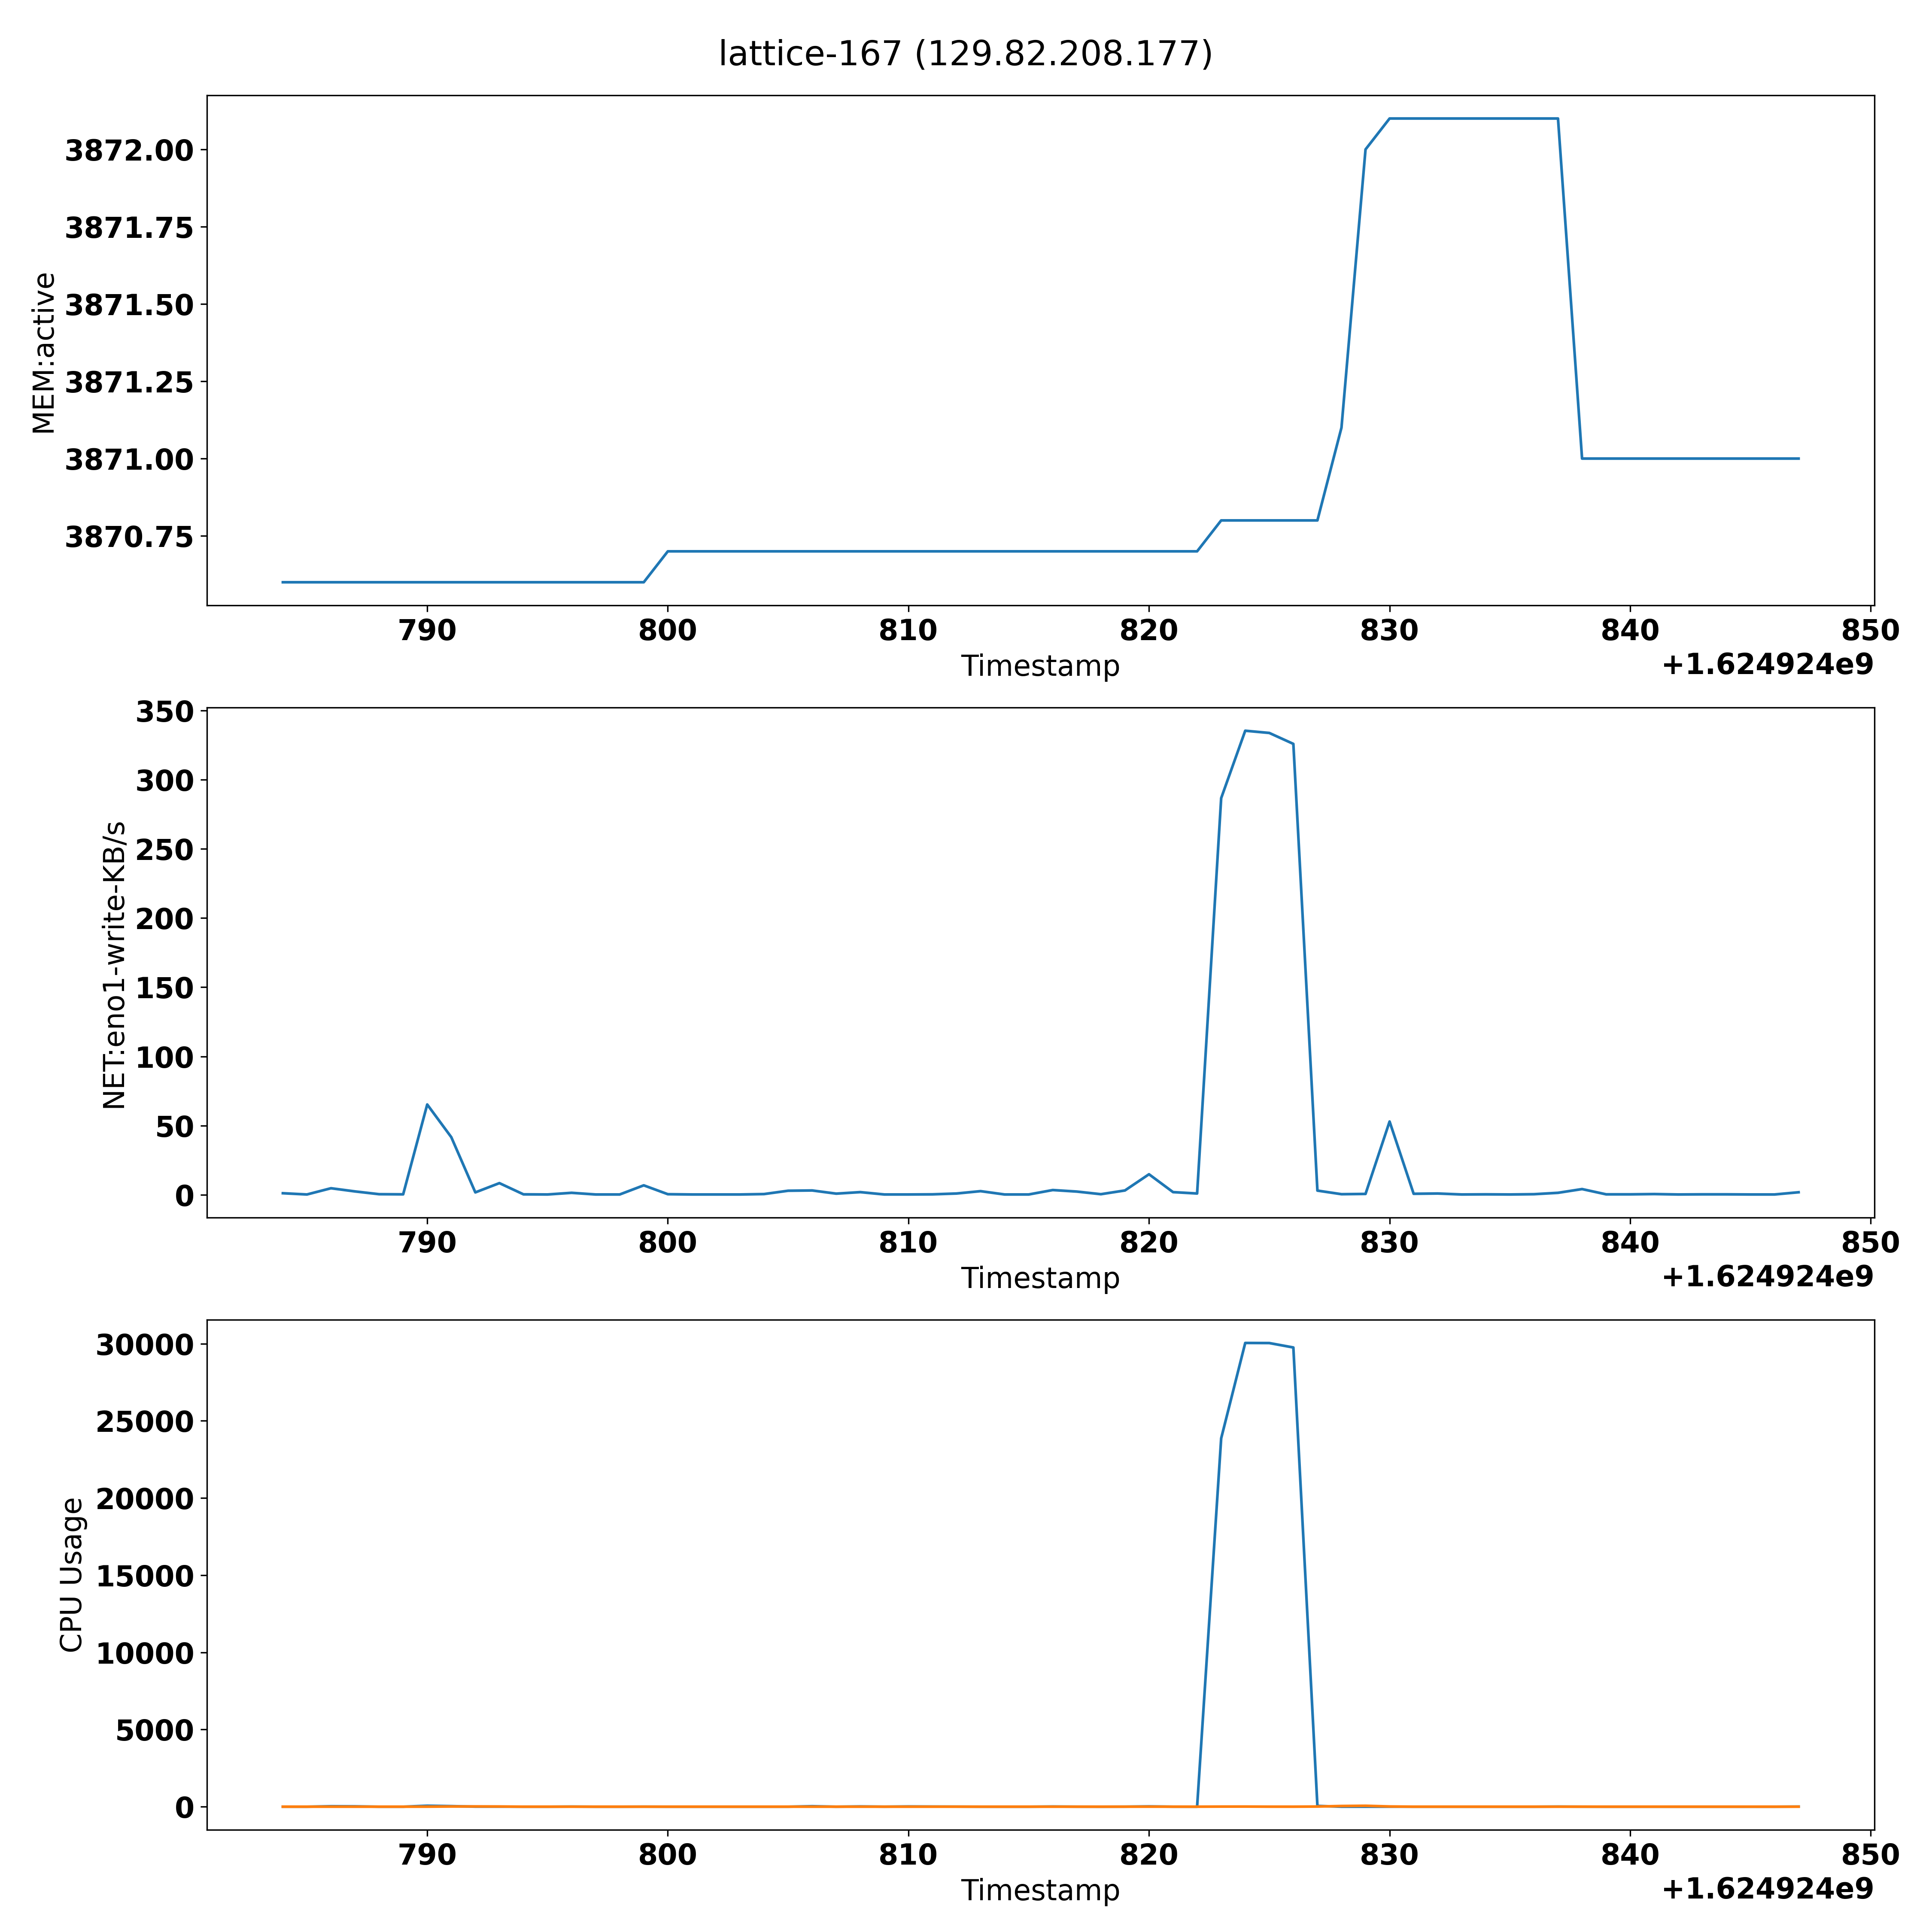 lattice-167 (129.82.208.177)
MEM:active
3872.00
3871.75
3871.50
3871.25
3871.00
3870.75
790 800 810 820 830 840 850
Timestamp
+1.624924e9
NET:eno1-write-KB/s
350
300
250
200
150
100
50
0
790 800 810 820 830 840 850
Timestamp
+1.624924e9
CPU Usage
30000
25000
20000
15000
10000
5000
0
790 800 810 820 830 840 850
Timestamp
+1.624924e9